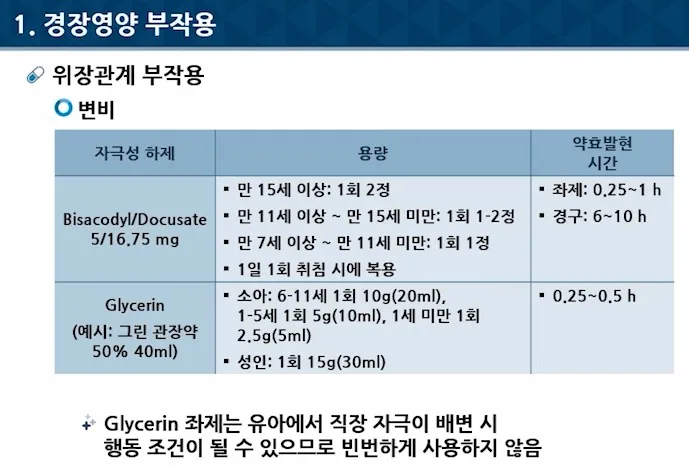 1. 경장영양 부작용
위장관계 부작용
변비
자극성 하제
용량
약효발현
시간
Bisacodyl/Docusate
5/16.75 mg
▪ 만 15세 이상: 1회 2정
▪ 만 11세 이상 ~ 만 15세 미만: 1회 1-2정
▪ 만 7세 이상 ~ 만 11세 미만: 1회 1정
▪ 1일 1회 취침 시에 복용
▪ 좌제: 0.25~1 h
▪ 경구: 6~10 h
Glycerin
(예시: 그린 관장약
50% 40ml)
▪ 소아: 6-11세 1회 10g(20ml),
1-5세 1회 5g(10ml), 1세 미만 1회
2.5g(5ml)
▪ 성인: 1회 15g(30ml)
▪ 0.25~0.5 h
Glycerin 좌제는 유아에서 직장 자극이 배변 시
행동 조건이 될 수 있으므로 빈번하게 사용하지 않음